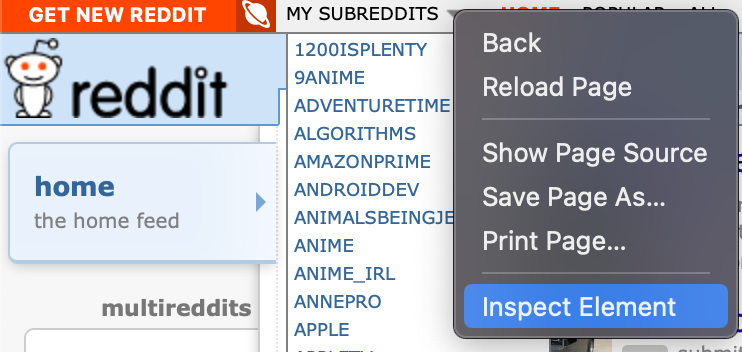 GET NEW REDDIT
MY SUBREDDITS
reddit
home
the home feed
multireddits
1200ISPLENTY
9ANIME
ADVENTURETIME
ALGORITHMS
AMAZONPRIME
ANDROIDDEV
ANIMALSBEINGJE
ANIME
ANIME_IRL
ANNEPRO
APPLE
Back
Reload Page
Show Page Source
Save Page As...
Print Page...
Inspect Element